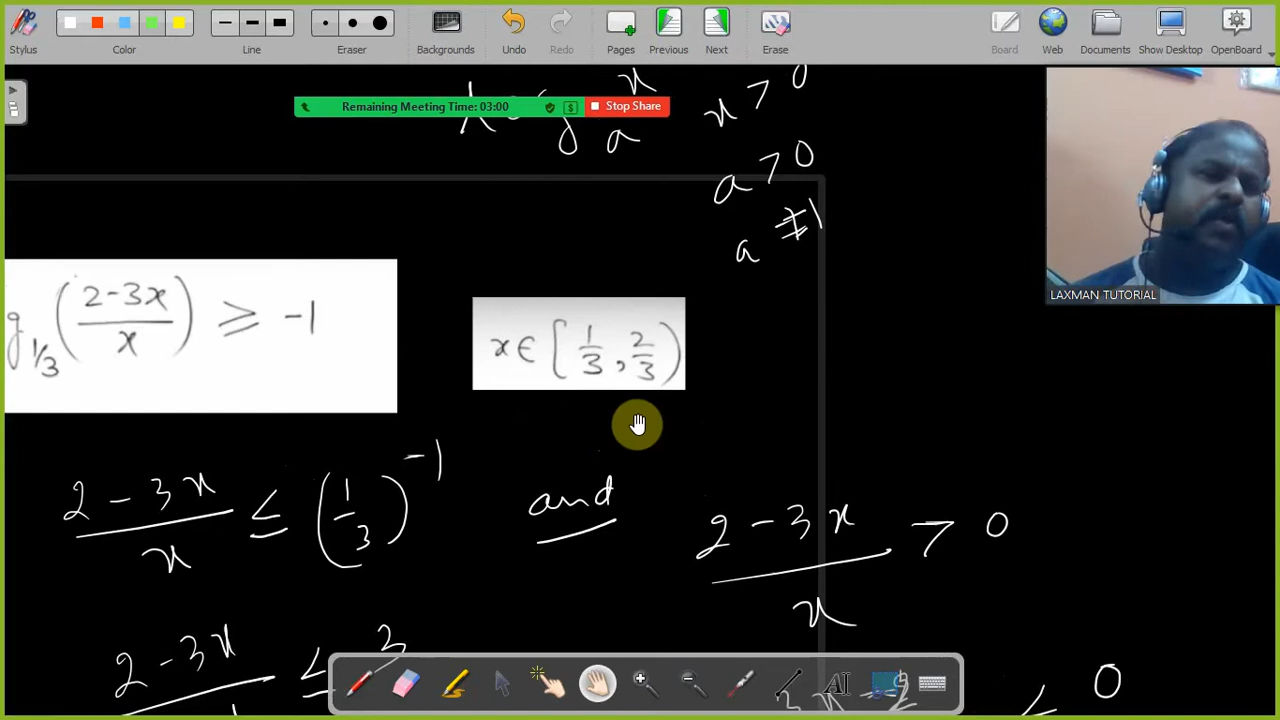 Stylus Color Line Eraser Backgrounds Undo Redo Pages Previous Next Erase Board Web Documents Show Desktop OpenBoard
Remaining Meeting Time: 03:00 $ Stop Share
x > 0
a > 0
a ≠ 1
LAXMAN TUTORIAL
g_{1/3}((2-3x)/x) ≥ -1
x ∈ [1/3, 2/3)
(2-3x)/x ≤ (1/3)^{-1} and (2-3x)/x > 0
2-3x ≤ 3
< 0